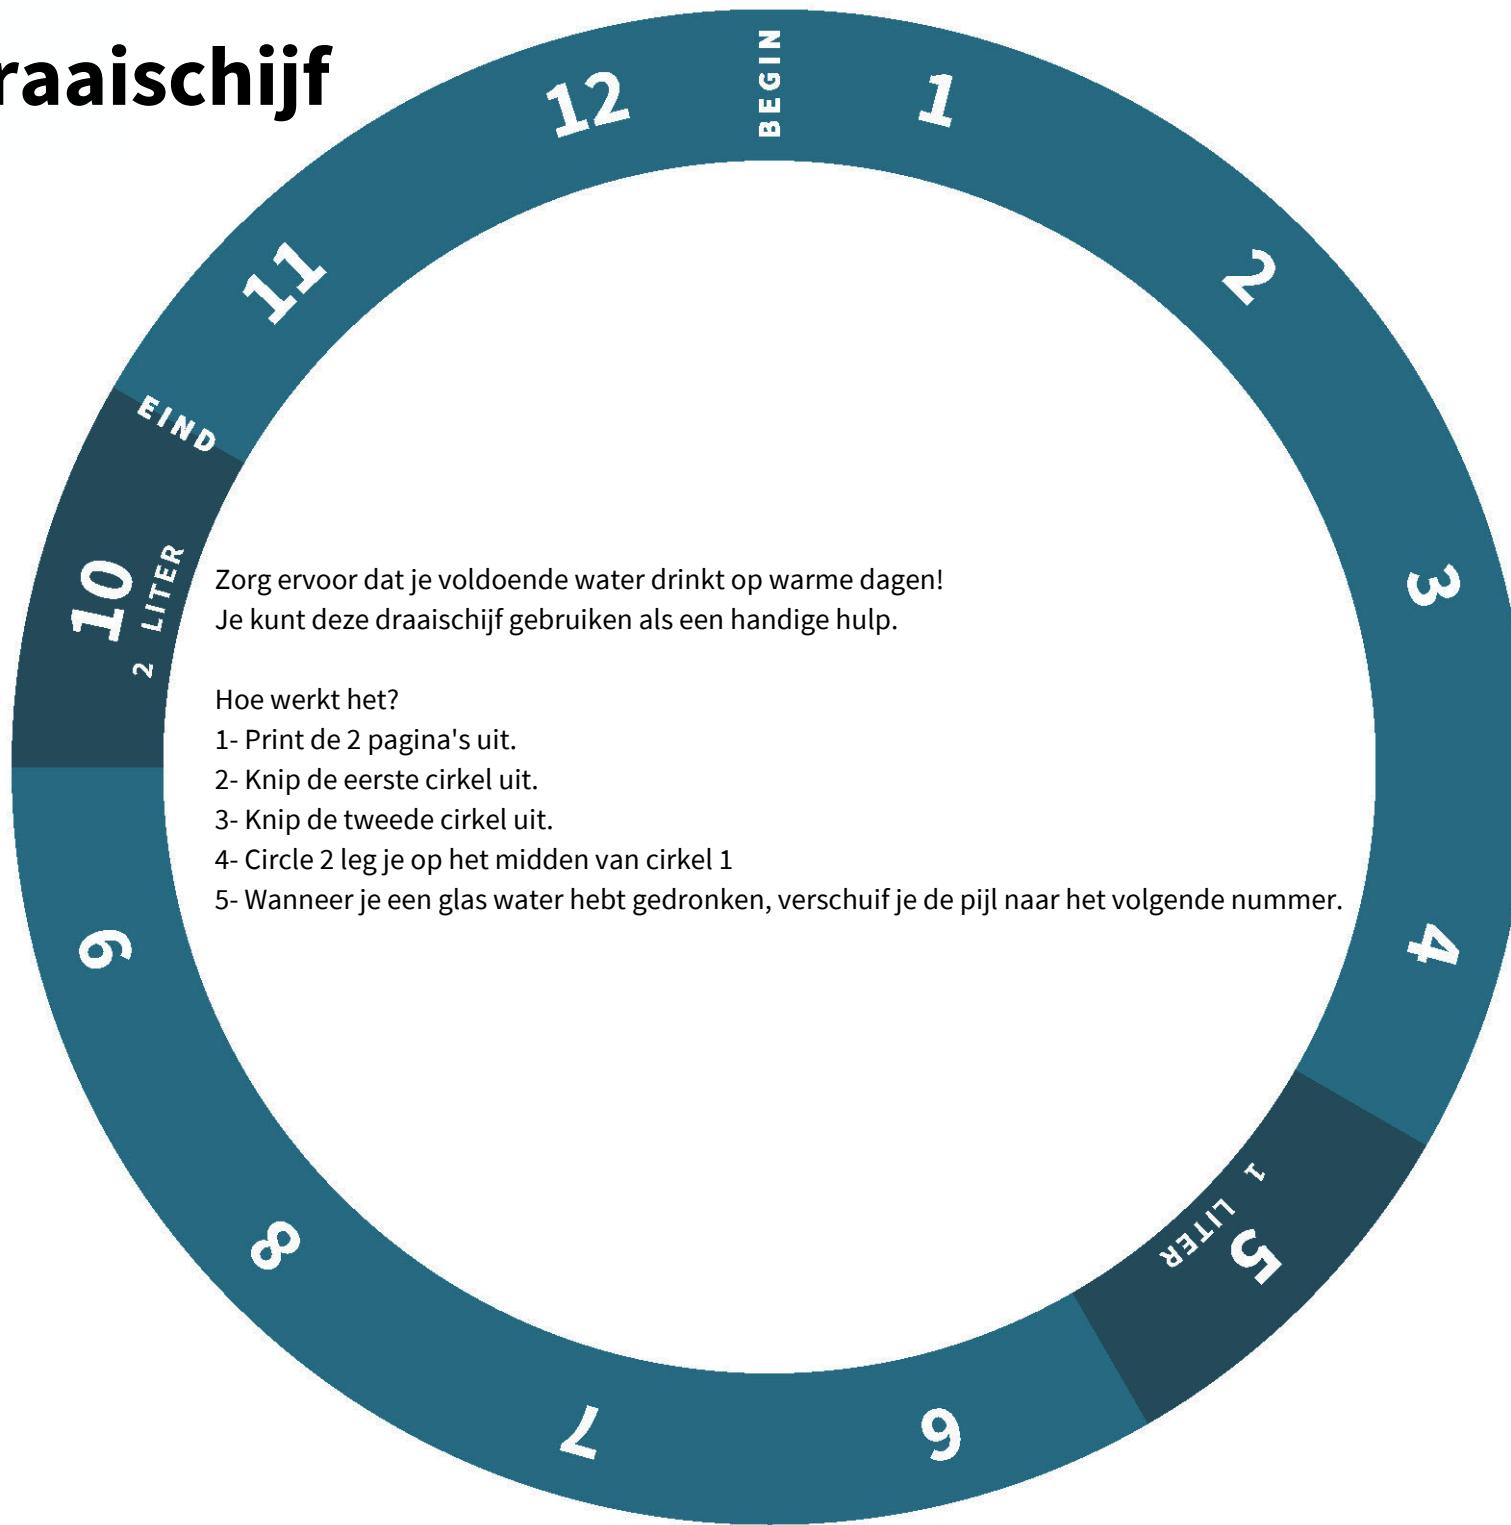 raaischijf
BEGIN
1
2
3
4
1 LITER
5
6
7
8
9
10
2 LITER
EIND
11
12
Zorg ervoor dat je voldoende water drinkt op warme dagen!
Je kunt deze draaischijf gebruiken als een handige hulp.
Hoe werkt het?
1- Print de 2 pagina's uit.
2- Knip de eerste cirkel uit.
3- Knip de tweede cirkel uit.
4- Circle 2 leg je op het midden van cirkel 1
5- Wanneer je een glas water hebt gedronken, verschuif je de pijl naar het volgende nummer.